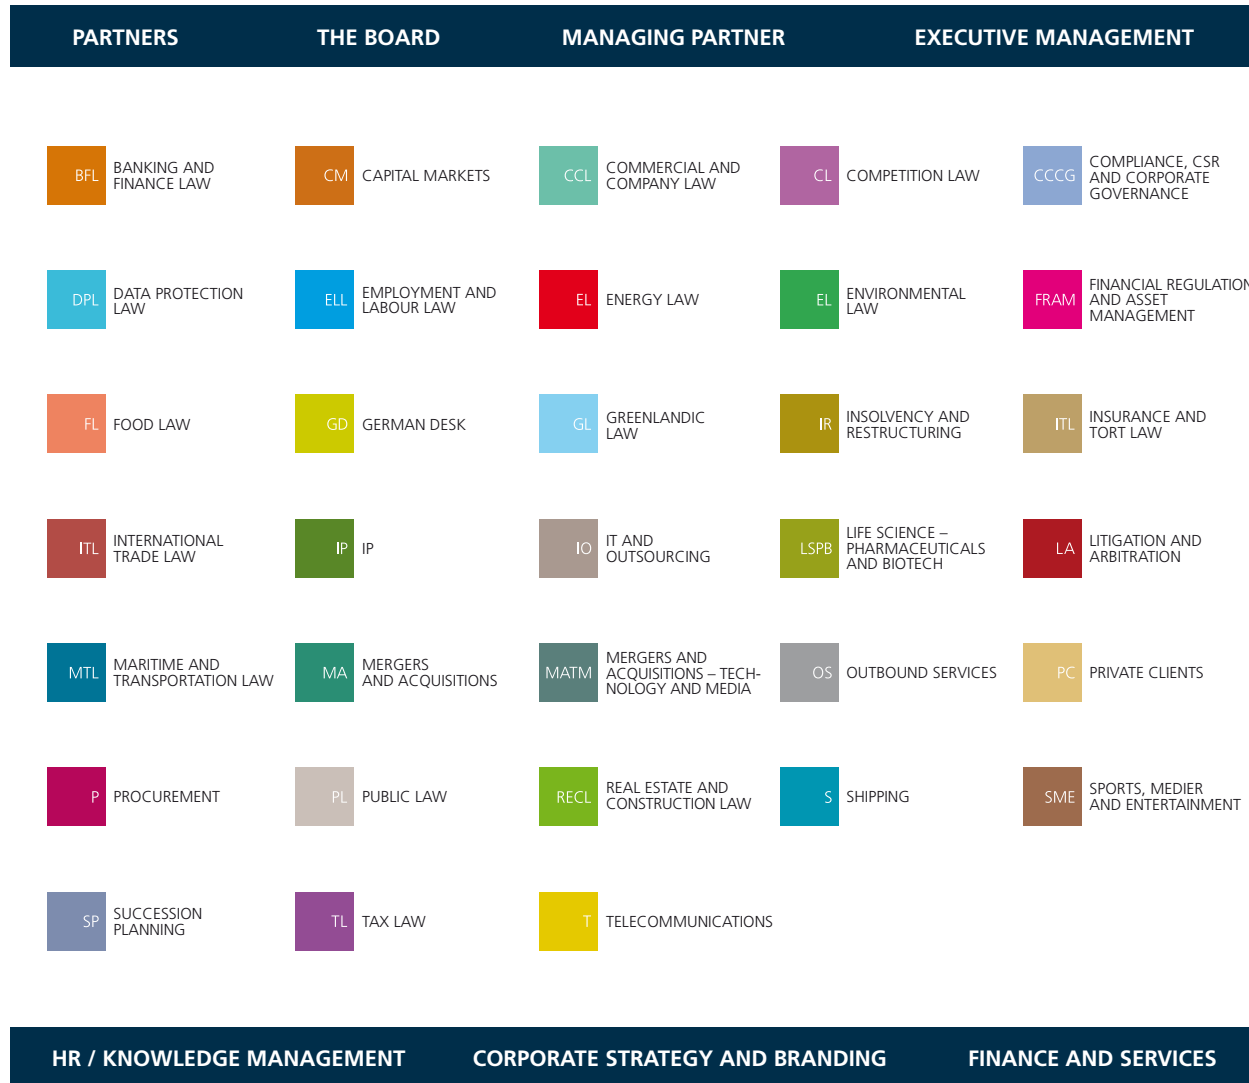 PARTNERS
THE BOARD
MANAGING PARTNER
EXECUTIVE MANAGEMENT
BFL
BANKING AND
FINANCE LAW
CM
CAPITAL MARKETS
CCL
COMMERCIAL AND
COMPANY LAW
CL
COMPETITION LAW
CCCG
COMPLIANCE, CSR
AND CORPORATE
GOVERNANCE
DPL
DATA PROTECTION
LAW
ELL
EMPLOYMENT AND
LABOUR LAW
EL
ENERGY LAW
EL
ENVIRONMENTAL
LAW
FRAM
FINANCIAL REGULATION
AND ASSET
MANAGEMENT
FL
FOOD LAW
GD
GERMAN DESK
GL
GREENLANDIC
LAW
IR
INSOLVENCY AND
RESTRUCTURING
ITL
INSURANCE AND
TORT LAW
ITL
INTERNATIONAL
TRADE LAW
IP
IP
IO
IT AND
OUTSOURCING
LSPB
LIFE SCIENCE –
PHARMACEUTICALS
AND BIOTECH
LA
LITIGATION AND
ARBITRATION
MTL
MARITIME AND
TRANSPORTATION LAW
MA
MERGERS
AND ACQUISITIONS
MATM
MERGERS AND
ACQUISITIONS – TECH-
NOLOGY AND MEDIA
OS
OUTBOUND SERVICES
PC
PRIVATE CLIENTS
P
PROCUREMENT
PL
PUBLIC LAW
RECL
REAL ESTATE AND
CONSTRUCTION LAW
S
SHIPPING
SME
SPORTS, MEDIER
AND ENTERTAINMENT
SP
SUCCESSION
PLANNING
TL
TAX LAW
T
TELECOMMUNICATIONS
HR / KNOWLEDGE MANAGEMENT
CORPORATE STRATEGY AND BRANDING
FINANCE AND SERVICES